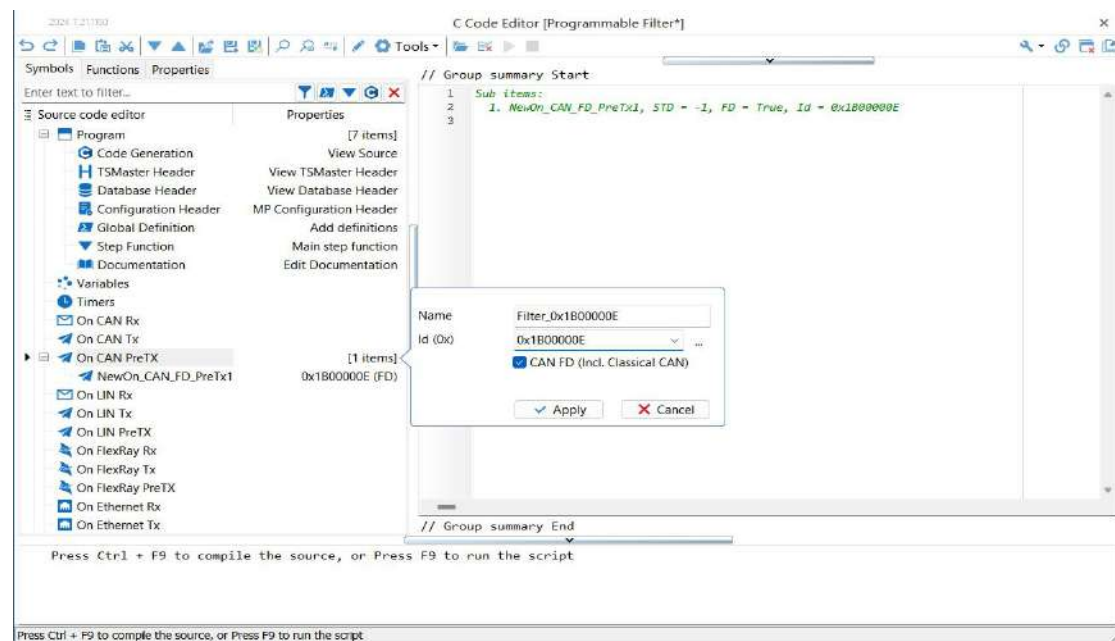 C Code Editor [Programmable Filter*]
Tools
Symbols Functions Properties
Enter text to filter...
Source code editor Properties
Program [7 items]
Code Generation View Source
TSMaster Header View TSMaster Header
Database Header View Database Header
Configuration Header MP Configuration Header
Global Definition Add definitions
Step Function Main step function
Documentation Edit Documentation
Variables
Timers
On CAN Rx
On CAN Tx
On CAN PreTX [1 items]
NewOn_CAN_FD_PreTx1 0x1B00000E (FD)
On LIN Rx
On LIN Tx
On LIN PreTX
On FlexRay Rx
On FlexRay Tx
On FlexRay PreTX
On Ethernet Rx
On Ethernet Tx
// Group summary Start
1 Sub items:
2 1. NewOn_CAN_FD_PreTx1, STD = -1, FD = True, Id = 0x1B00000E
3
Name Filter_0x1B00000E
Id (0x) 0x1B00000E ...
CAN FD (Incl. Classical CAN)
Apply Cancel
// Group summary End
Press Ctrl + F9 to compile the source, or Press F9 to run the script
Press Ctrl + F9 to compile the source, or Press F9 to run the script